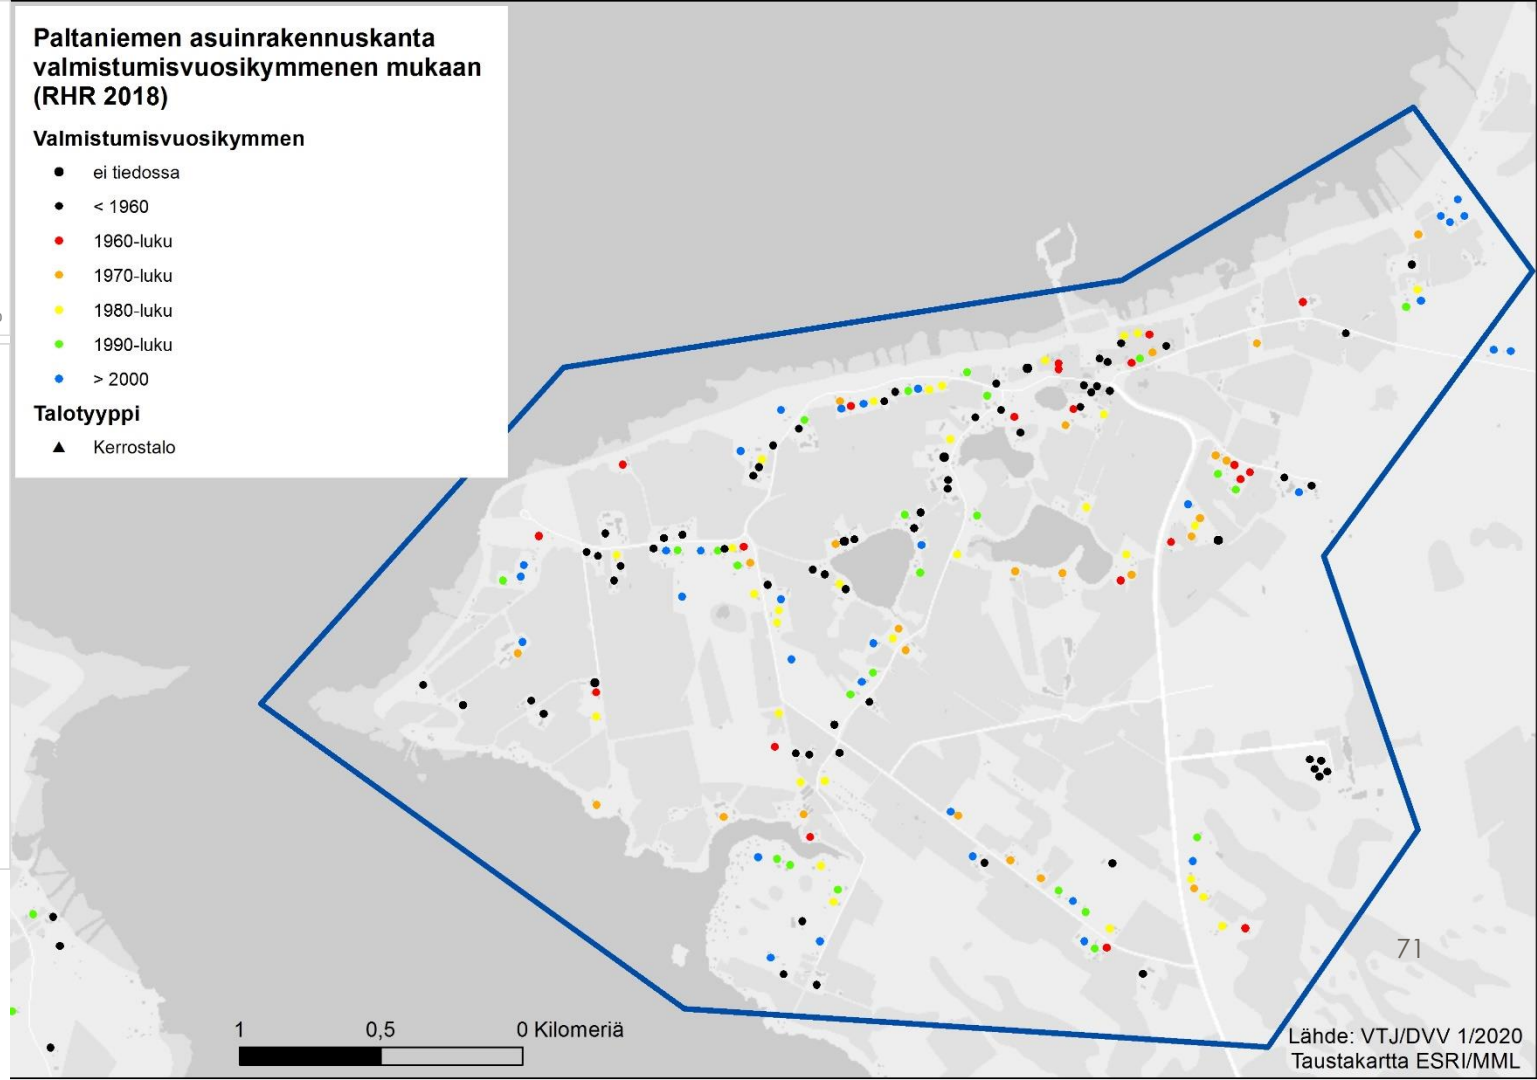 Paltaniemen asuinrakennuskanta
valmistumisvuosikymmenen mukaan
(RHR 2018)
Valmistumisvuosikymmen
ei tiedossa
< 1960
1960-luku
1970-luku
1980-luku
1990-luku
> 2000
Talotyyppi
Kerrostalo
71
1 0,5 0 Kilomeriä
Lähde: VTJ/DVV 1/2020
Taustakartta ESRI/MML